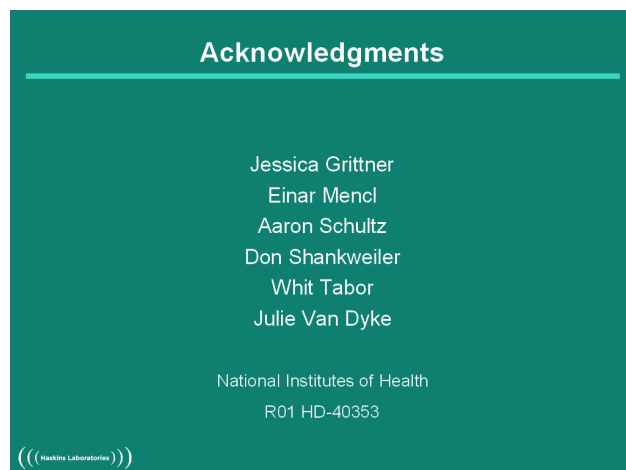 Acknowledgments
Jessica Grittner
Einar Mencl
Aaron Schultz
Don Shankweiler
Whit Tabor
Julie Van Dyke
National Institutes of Health
R01 HD-40353
(((Haskins Laboratories)))